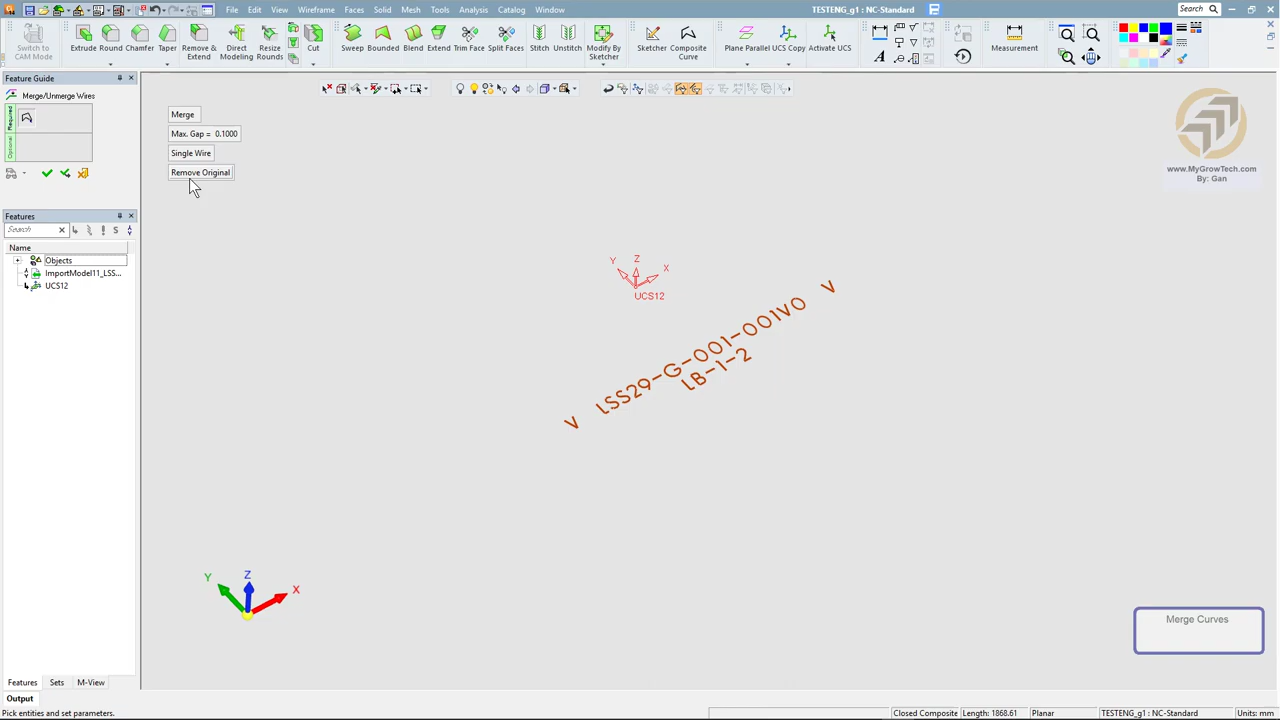 File Edit View Wireframe Faces Solid Mesh Tools Analysis Catalog Window
TESTENG_g1 : NC-Standard
Search
Switch to CAM Mode
Extrude Round Chamfer Taper Remove & Extend Direct Modeling Resize Rounds Cut
Sweep Bounded Blend Extend Trim Face Split Faces Stitch Unstitch Modify By Sketcher
Sketcher Composite Curve Plane Parallel UCS Copy Activate UCS Measurement
Feature Guide
Merge/Unmerge Wires
Required
Optional
Merge
Max. Gap = 0.1000
Single Wire
Remove Original
www.MyGrowTech.com
By: Gan
Features
Search
Name
Objects
ImportModel11_LSS...
UCS12
Y Z X
UCS12
V LSS29-G-001-001V0 V
LB-1-2
Y Z X
Merge Curves
Features Sets M-View
Output
Pick entities and set parameters.
Closed Composite Length: 1868.61 Planar TESTENG_g1 : NC-Standard Units: mm